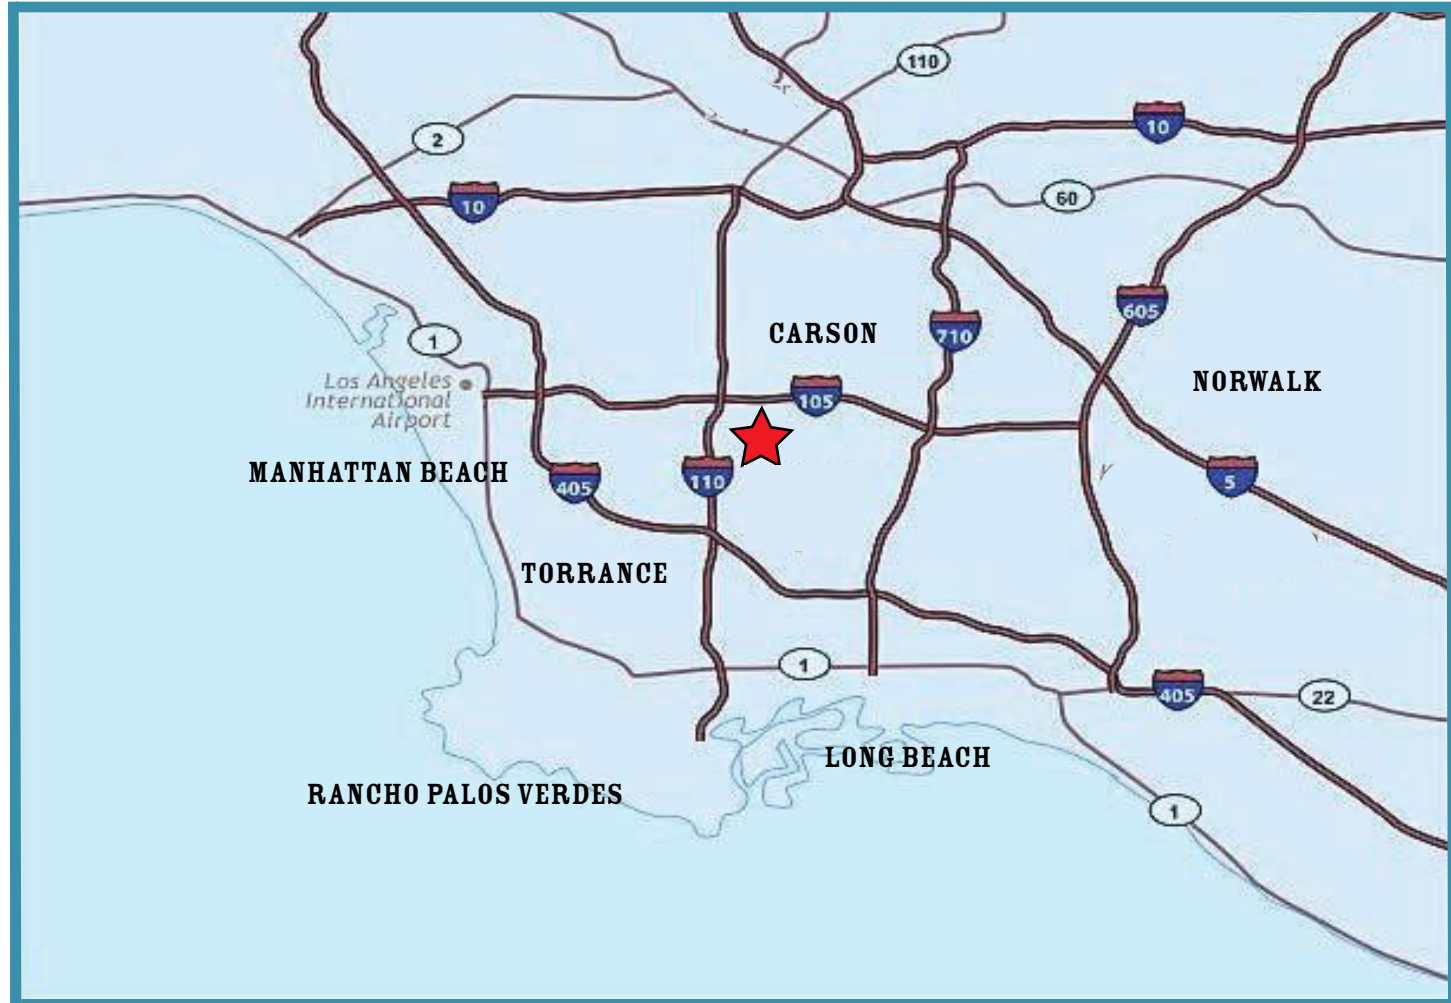 110
10
2
60
10
605
CARSON
710
1
NORWALK
Los Angeles
International
Airport
105
MANHATTAN BEACH
405
110
5
TORRANCE
1
405
22
LONG BEACH
RANCHO PALOS VERDES
1